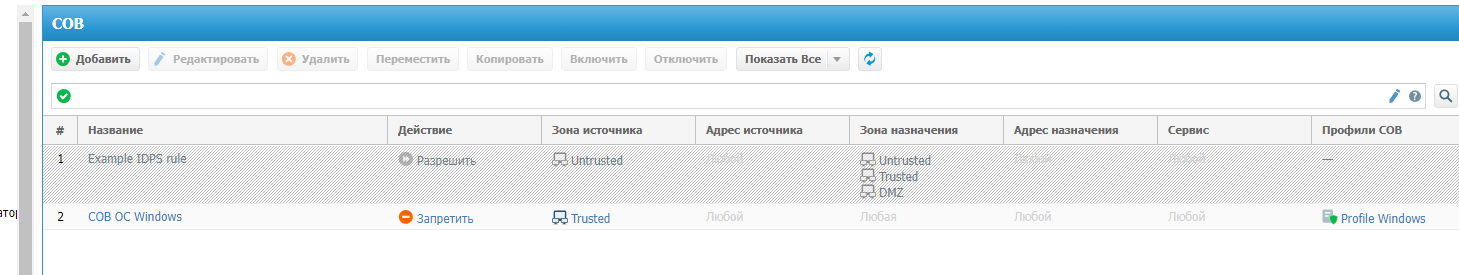 СОВ
Добавить Редактировать Удалить Переместить Копировать Включить Отключить Показать Все
# Название Действие Зона источника Адрес источника Зона назначения Адрес назначения Сервис Профили СОВ
1 Example IDPS rule Разрешить Untrusted Любой Untrusted Любой Любой ---
Trusted
DMZ
атор
2 СОВ ОС Windows Запретить Trusted Любой Любая Любой Любой Profile Windows